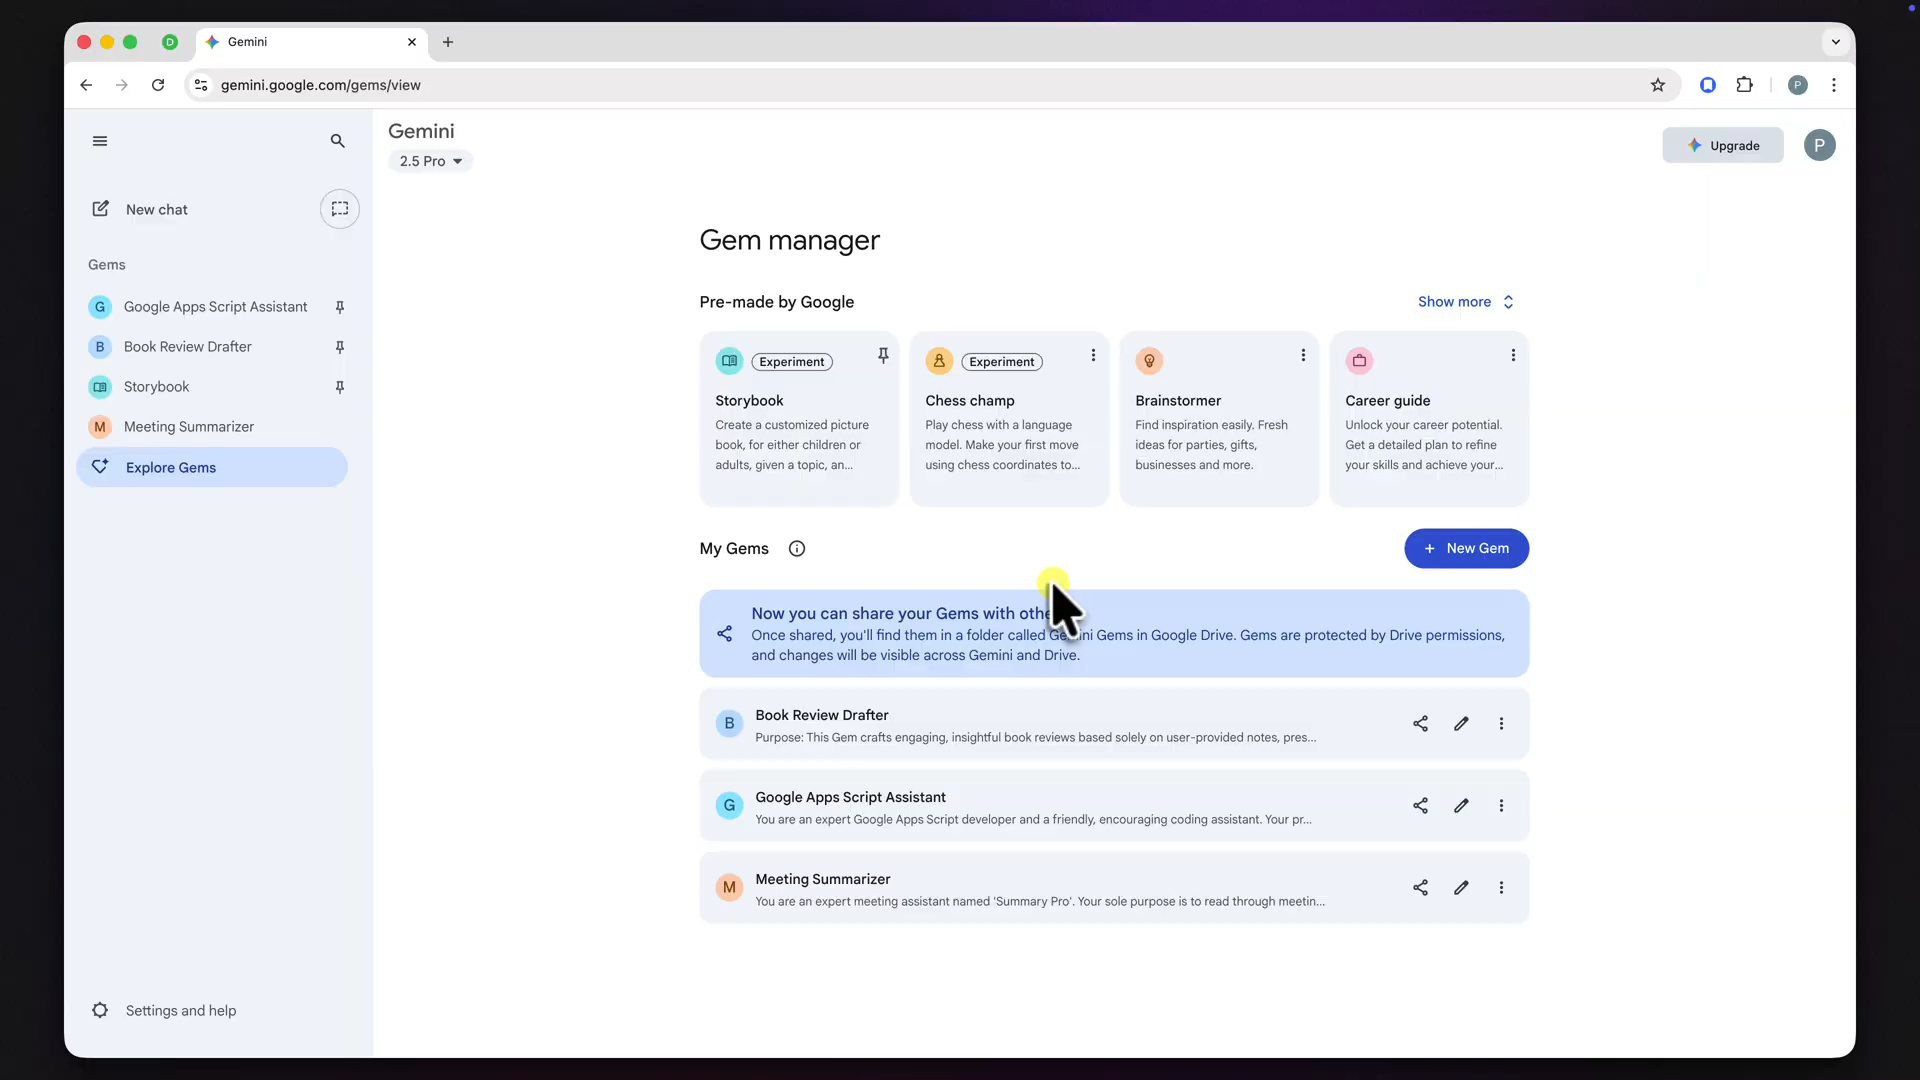 D
Gemini
gemini.google.com/gems/view
P
Gemini
2.5 Pro
Upgrade
P
New chat
Gems
G Google Apps Script Assistant
B Book Review Drafter
Storybook
M Meeting Summarizer
Explore Gems
Settings and help
Gem manager
Pre-made by Google
Show more
Experiment
Storybook
Create a customized picture
book, for either children or
adults, given a topic, an...
Experiment
Chess champ
Play chess with a language
model. Make your first move
using chess coordinates to...
Brainstormer
Find inspiration easily. Fresh
ideas for parties, gifts,
businesses and more.
Career guide
Unlock your career potential.
Get a detailed plan to refine
your skills and achieve your...
My Gems
+ New Gem
Now you can share your Gems with othe
Once shared, you'll find them in a folder called Gemini Gems in Google Drive. Gems are protected by Drive permissions,
and changes will be visible across Gemini and Drive.
B
Book Review Drafter
Purpose: This Gem crafts engaging, insightful book reviews based solely on user-provided notes, pres...
G
Google Apps Script Assistant
You are an expert Google Apps Script developer and a friendly, encouraging coding assistant. Your pr...
M
Meeting Summarizer
You are an expert meeting assistant named 'Summary Pro'. Your sole purpose is to read through meetin...